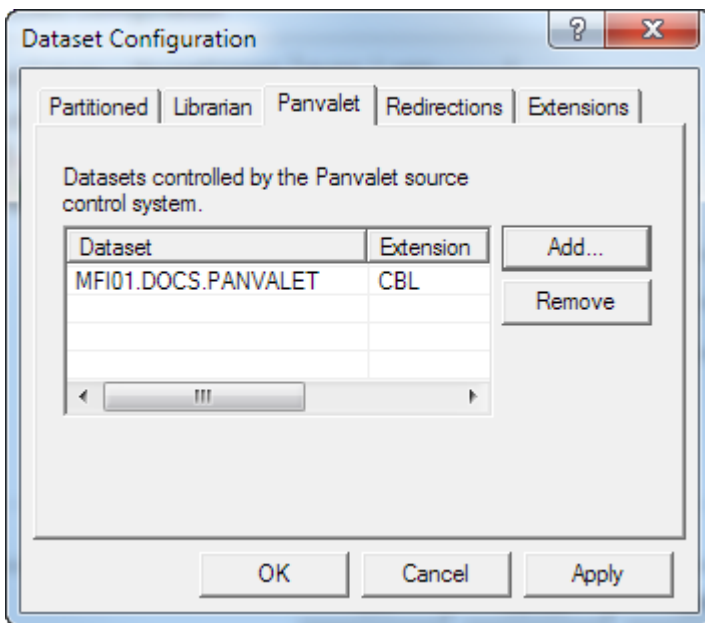 Dataset Configuration
Partitioned Librarian Panvalet Redirections Extensions
Datasets controlled by the Panvalet source
control system.
Dataset Extension Add...
MFI01.DOCS.PANVALET CBL
Remove
OK Cancel Apply